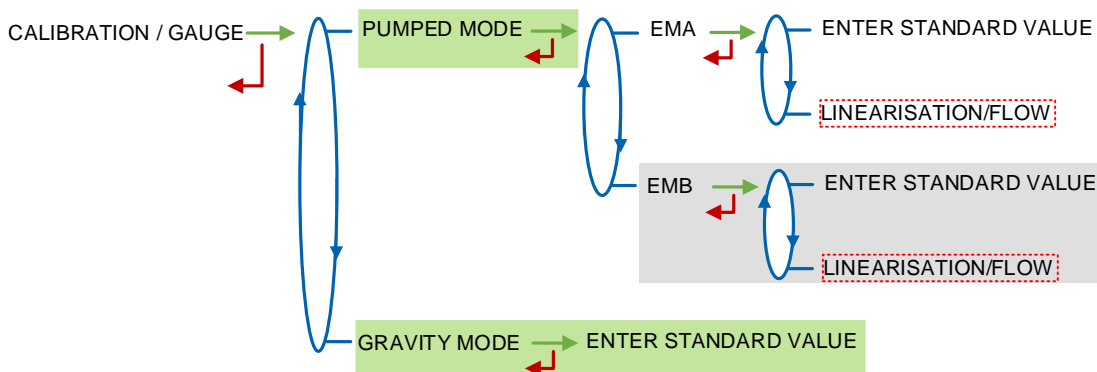 CALIBRATION / GAUGE
PUMPED MODE
EMA
ENTER STANDARD VALUE
LINEARISATION/FLOW
EMB
ENTER STANDARD VALUE
LINEARISATION/FLOW
GRAVITY MODE
ENTER STANDARD VALUE